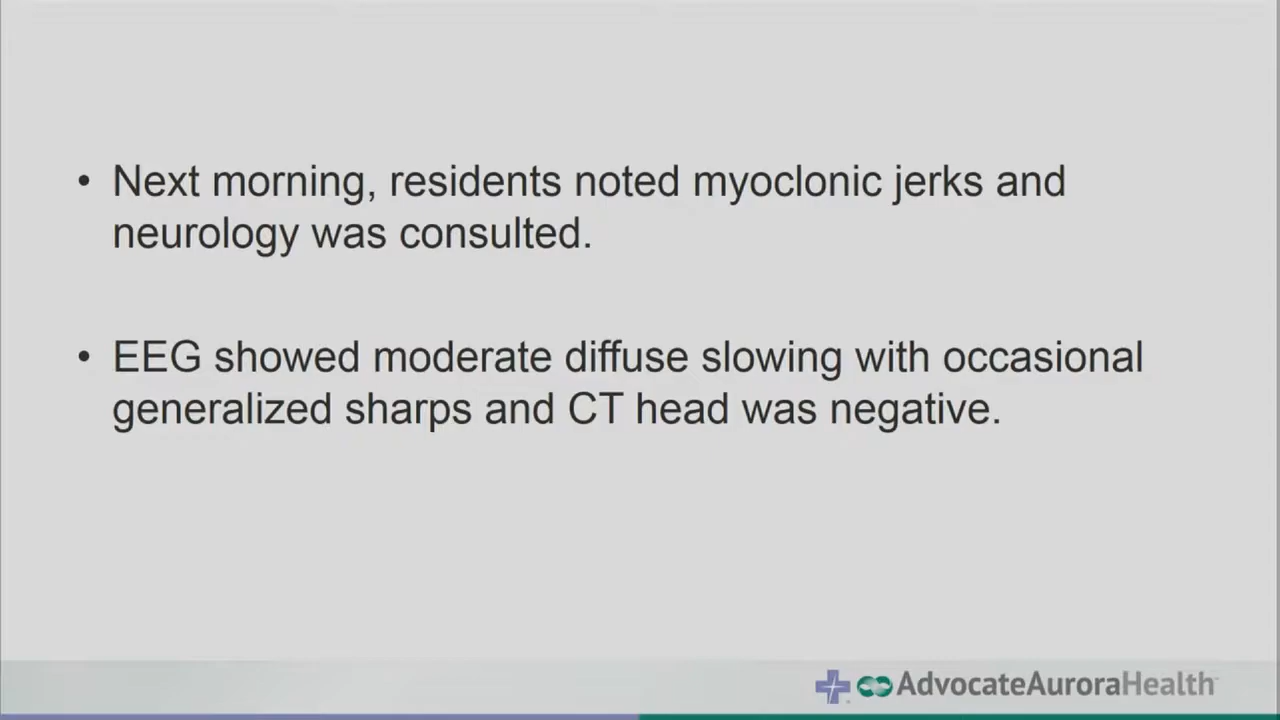 • Next morning, residents noted myoclonic jerks and
neurology was consulted.
• EEG showed moderate diffuse slowing with occasional
generalized sharps and CT head was negative.
AdvocateAuroraHealth